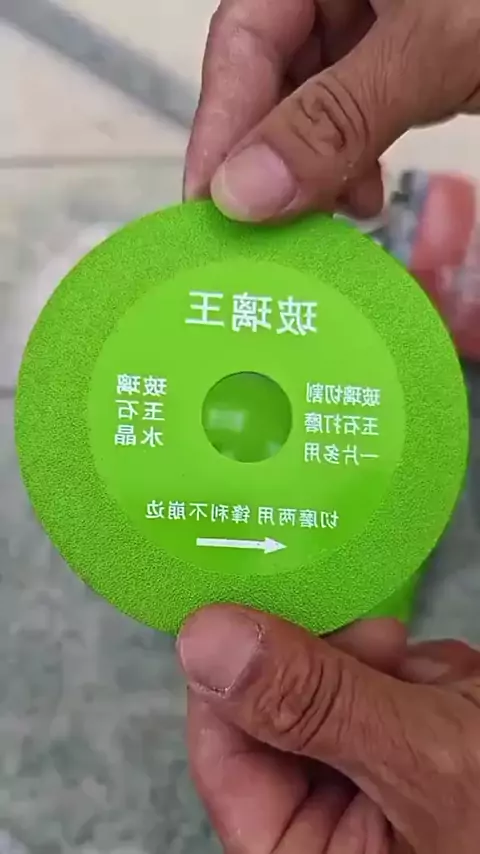 玻璃王
玻璃切割
玉石打磨
一片多用
玻璃
玉石
水晶
切磨两用 锋利不崩边